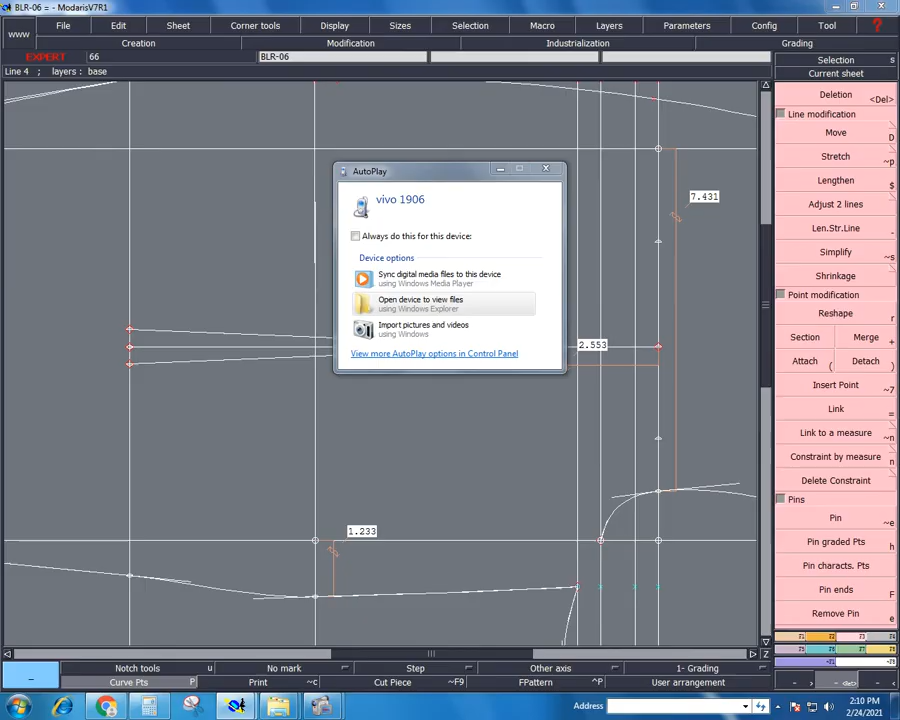 BLR-06 = - ModarisV7R1
www File Edit Sheet Corner tools Display Sizes Selection Macro Layers Parameters Config Tool ?
Creation Modification Industrialization Grading
EXPERT 66 BLR-06
Line 4 ; layers : base
Selection s
Current sheet
Deletion <Del>
Line modification
Move D
Stretch ~p
Lengthen $
Adjust 2 lines
Len.Str.Line -
Simplify ~s
Shrinkage
Point modification
Reshape r
Section Merge +
Attach ( Detach )
Insert Point ~7
Link =
Link to a measure ~n
Constraint by measure n
Delete Constraint
Pins
Pin ~e
Pin graded Pts h
Pin characts. Pts
Pin ends F
Remove Pin e
AutoPlay
vivo 1906
Always do this for this device:
Device options
Sync digital media files to this device
using Windows Media Player
Open device to view files
using Windows Explorer
Import pictures and videos
using Windows
View more AutoPlay options in Control Panel
7.431
2.553
1.233
Z
Notch tools u No mark Step Other axis 1- Grading
_ Curve Pts P Print ~c Cut Piece ~F9 FPattern ^P User arrangement
Address
2:10 PM
2/24/2021